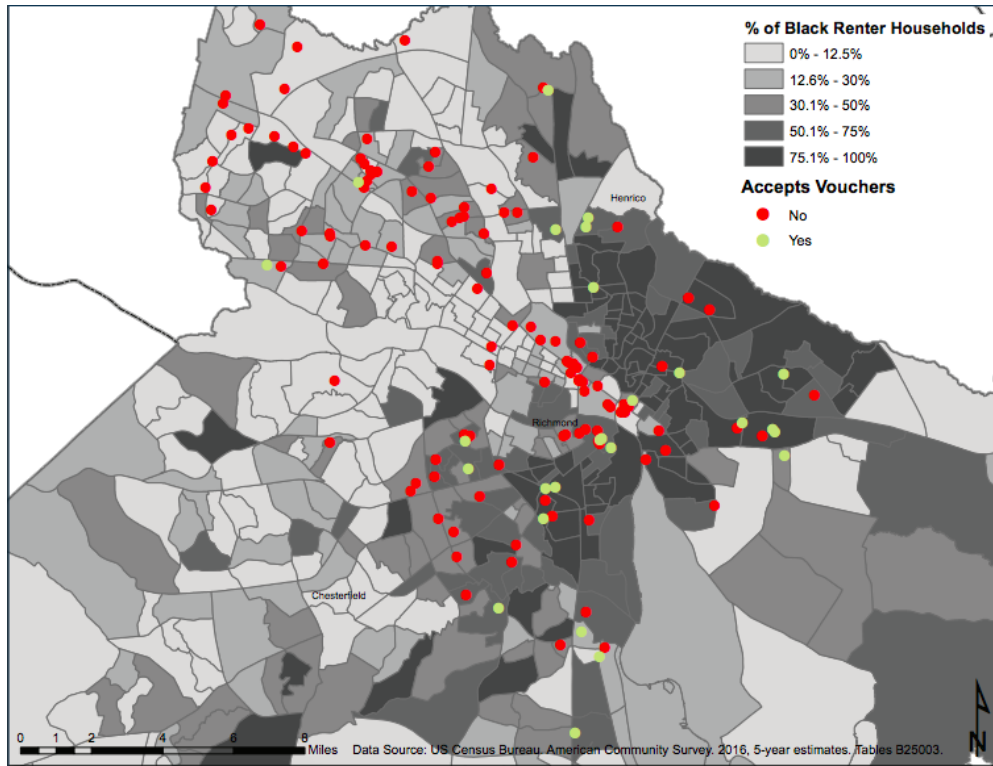 % of Black Renter Households
0% - 12.5%
12.6% - 30%
30.1% - 50%
50.1% - 75%
75.1% - 100%
Accepts Vouchers
No
Yes
Henrico
Richmond
Chesterfield
0 1 2 4 6 8
Miles
Data Source: US Census Bureau. American Community Survey. 2016, 5-year estimates. Tables B25003.
N